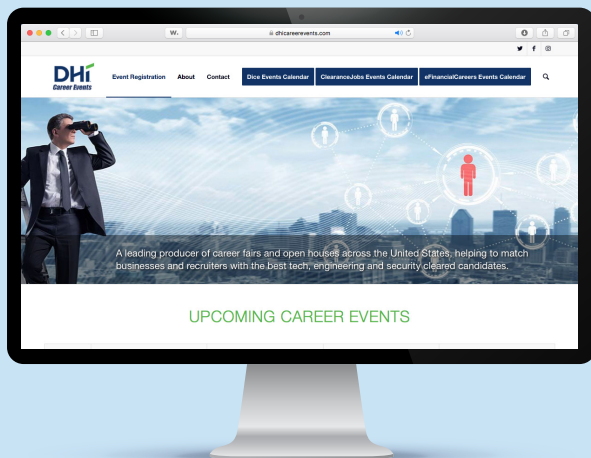 W.
dhicareerevents.com
DHi
Career Events
Event Registration
About
Contact
Dice Events Calendar
ClearanceJobs Events Calendar
eFinancialCareers Events Calendar
A leading producer of career fairs and open houses across the United States, helping to match
businesses and recruiters with the best tech, engineering and security cleared candidates.
UPCOMING CAREER EVENTS